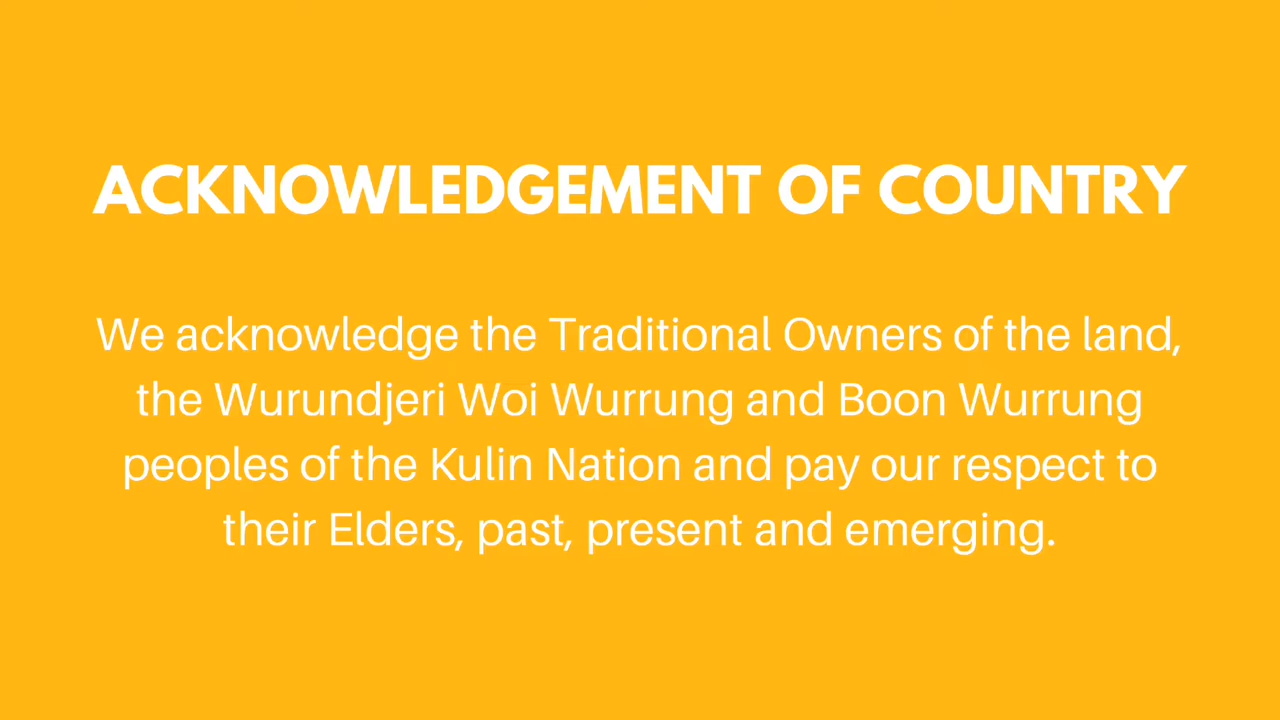 ACKNOWLEDGEMENT OF COUNTRY
We acknowledge the Traditional Owners of the land,
the Wurundjeri Woi Wurrung and Boon Wurrung
peoples of the Kulin Nation and pay our respect to
their Elders, past, present and emerging.